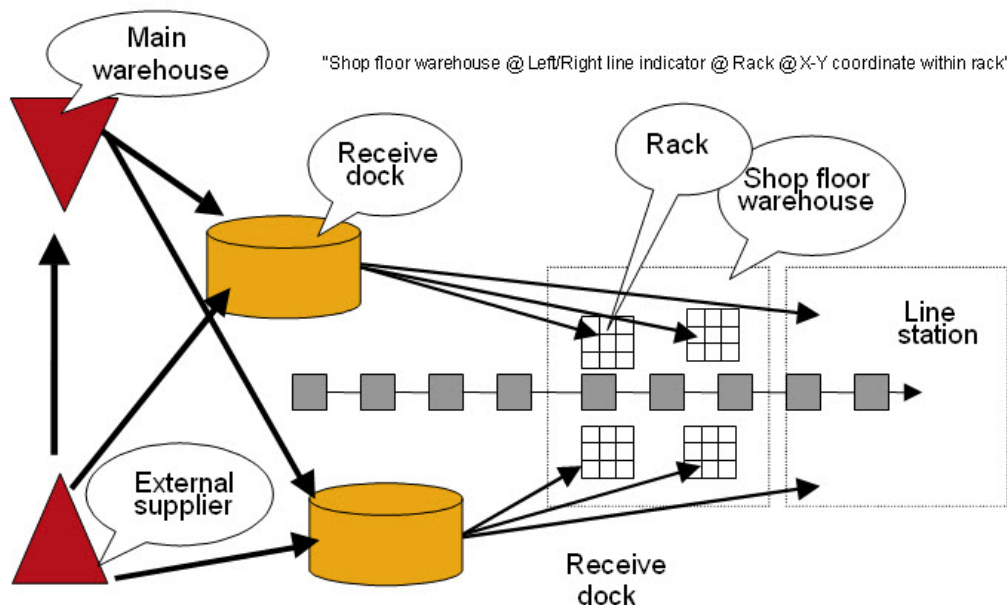 Main
warehouse
"Shop floor warehouse @ Left/Right line indicator @ Rack @ X-Y coordinate within rack"
Receive
dock
Rack
Shop floor
warehouse
Line
station
External
supplier
Receive
dock